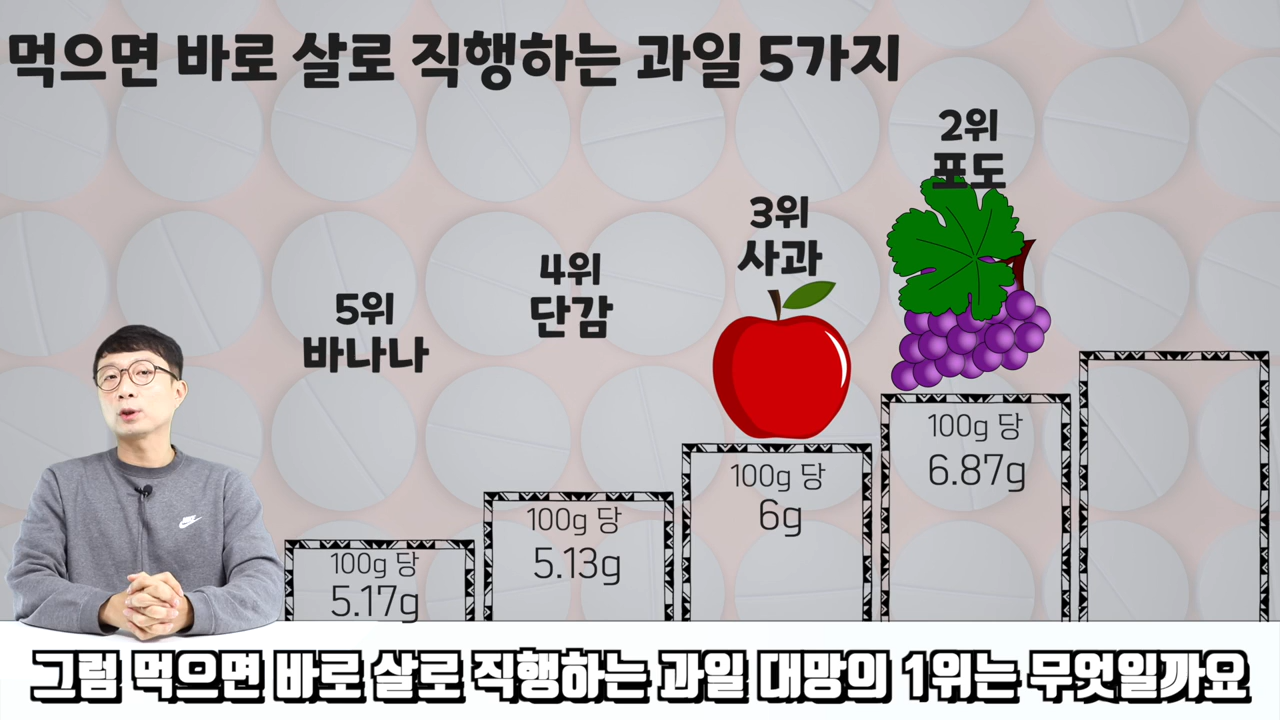 먹으면 바로 살로 직행하는 과일 5가지
2위
포도
3위
사과
4위
단감
5위
바나나
100g 당
6.87g
100g 당
6g
100g 당
5.13g
100g 당
5.17g
그럼 먹으면 바로 살로 직행하는 과일 대망의 1위는 무엇일까요